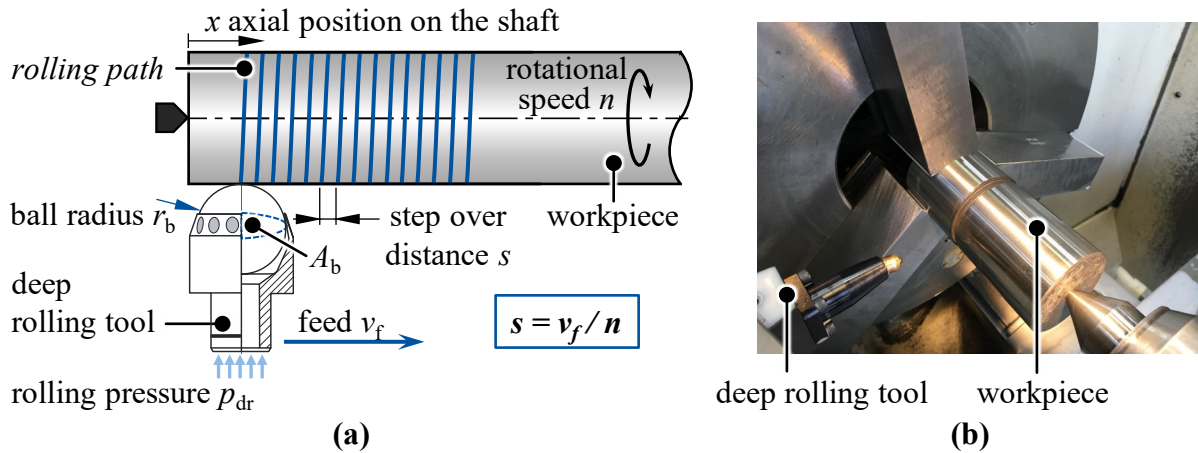 x axial position on the shaft
rolling path
rotational
speed n
ball radius r_b
step over
distance s
workpiece
A_b
deep
rolling tool
feed v_f
s = v_f / n
rolling pressure p_dr
(a)
deep rolling tool
workpiece
(b)